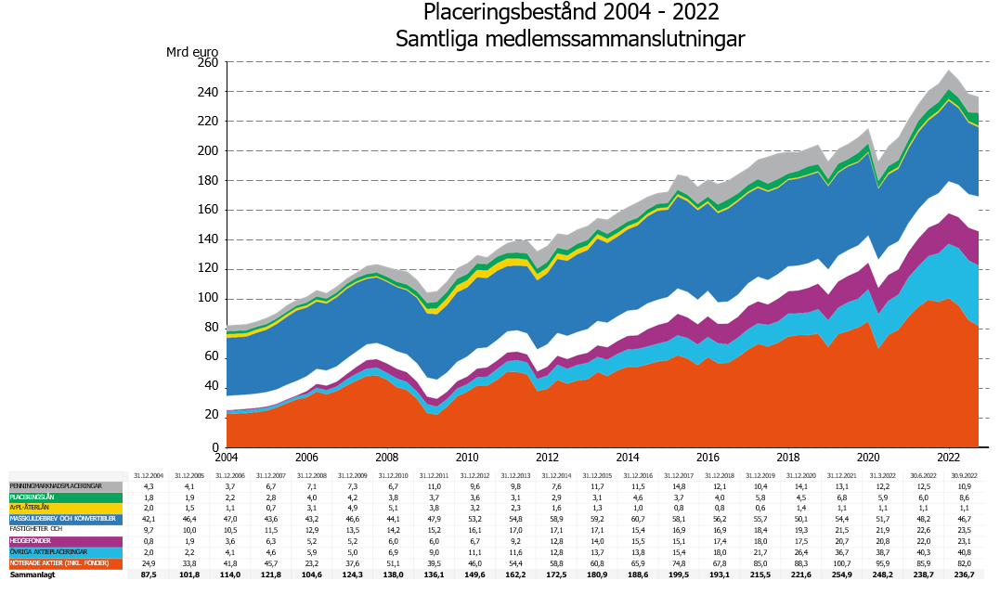 Placeringsbestånd 2004 - 2022
Samtliga medlemssammanslutningar
Mrd euro
260
240
220
200
180
160
140
120
100
80
60
40
20
0
2004 2006 2008 2010 2012 2014 2016 2018 2020 2022
31.12.2004 31.12.2005 31.12.2006 31.12.2007 31.12.2008 31.12.2009 31.12.2010 31.12.2011 31.12.2012 31.12.2013 31.12.2014 31.12.2015 31.12.2016 31.12.2017 31.12.2018 31.12.2019 31.12.2020 31.12.2021 31.3.2022 30.6.2022 30.9.2022
PENNINGMARKNADSPLACERINGAR 4,3 4,1 3,7 6,7 7,1 7,3 6,7 11,0 9,6 9,8 7,6 11,7 11,5 14,8 12,1 10,4 14,1 13,1 12,2 12,5 10,9
PLACERINGSLÅN 1,8 1,9 2,2 2,8 4,0 4,2 3,8 3,7 3,6 3,1 2,9 3,1 4,6 3,7 4,0 5,8 4,5 6,8 5,9 6,0 8,6
ArPL-ÅTERLÅN 2,0 1,5 1,1 0,7 3,1 4,9 5,1 3,8 3,2 2,3 1,6 1,3 1,0 0,8 0,8 0,6 1,4 1,1 1,1 1,1 1,1
MASSKULDEBREV OCH KONVERTIBLER 42,1 46,4 47,0 43,6 43,2 46,6 44,1 47,9 53,2 54,8 58,9 59,2 60,7 58,1 56,2 55,7 50,1 54,4 51,7 48,2 46,7
FASTIGHETER OCH 9,7 10,0 10,5 11,5 12,9 13,5 14,2 15,2 16,1 17,0 17,1 17,1 15,4 16,9 16,9 18,4 19,3 21,5 21,9 22,6 23,5
HEDGEFONDER 0,8 1,9 3,6 6,3 5,2 5,2 6,0 6,0 6,7 9,2 12,8 14,0 15,5 15,1 17,4 18,0 17,5 20,7 20,8 22,0 23,1
ÖVRIGA AKTIEPLACERINGAR 2,0 2,2 4,1 4,6 5,9 5,0 6,9 9,0 11,1 11,6 12,8 13,7 13,8 15,4 18,0 21,7 26,4 36,7 38,7 40,3 40,8
NOTERADE AKTIER (INKL. FONDER) 24,9 33,8 41,8 45,7 23,2 37,6 51,1 39,5 46,0 54,4 58,8 60,8 65,9 74,8 67,8 85,0 88,3 100,7 95,9 85,9 82,0
Sammanlagt 87,5 101,8 114,0 121,8 104,6 124,3 138,0 136,1 149,6 162,2 172,5 180,9 188,6 199,5 193,1 215,5 221,6 254,9 248,2 238,7 236,7